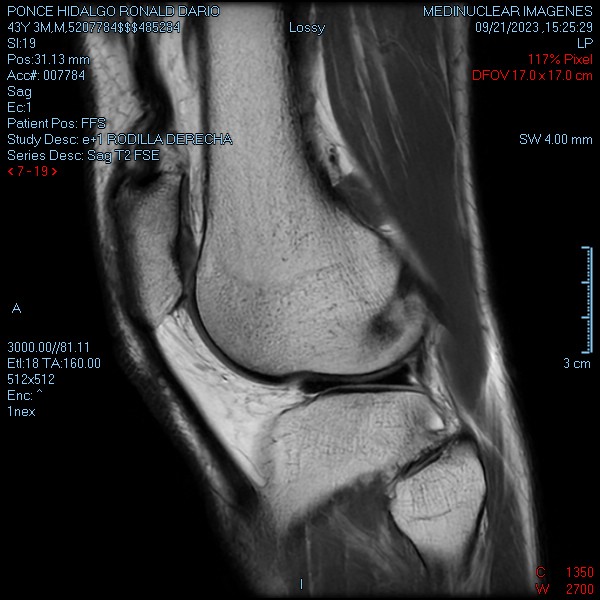 PONCE HIDALGO RONALD DARIO
43Y 3M,M,5207784$$$485284
Sl:19
Pos:31.13 mm
Acc#: 007784
Sag
Ec:1
Patient Pos: FFS
Study Desc: e+1 RODILLA DERECHA
Series Desc: Sag T2 FSE
< 7 - 19 >
Lossy
MEDINUCLEAR IMAGENES
09/21/2023 ,15:25:29
LP
117% Pixel
DFOV 17.0 x 17.0 cm
SW 4.00 mm
A
3000.00//81.11
Etl:18 TA:160.00
512x512
Enc: ^
1nex
3 cm
I
C 1350
W 2700